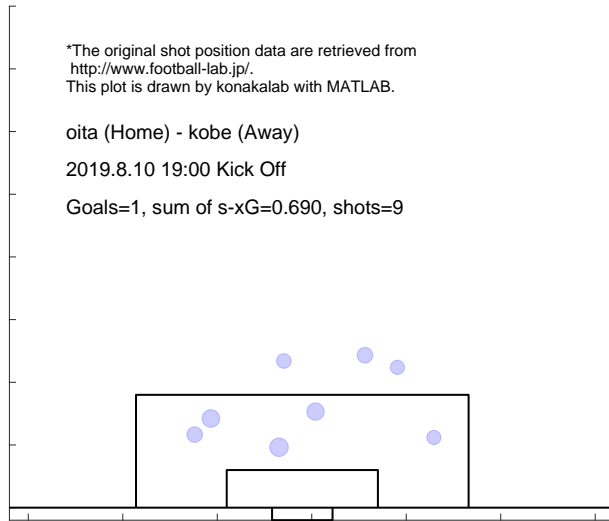 *The original shot position data are retrieved from
http://www.football-lab.jp/.
This plot is drawn by konakalab with MATLAB.
oita (Home) - kobe (Away)
2019.8.10 19:00 Kick Off
Goals=1, sum of s-xG=0.690, shots=9